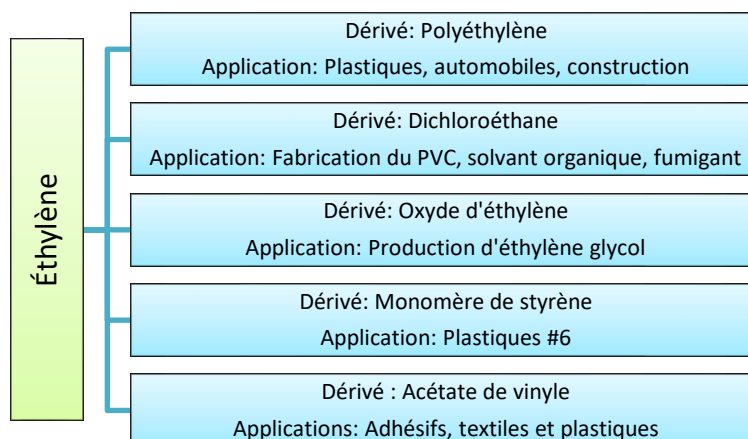 Éthylène
Dérivé: Polyéthylène
Application: Plastiques, automobiles, construction
Dérivé: Dichloroéthane
Application: Fabrication du PVC, solvant organique, fumigant
Dérivé: Oxyde d'éthylène
Application: Production d'éthylène glycol
Dérivé: Monomère de styrène
Application: Plastiques #6
Dérivé : Acétate de vinyle
Applications: Adhésifs, textiles et plastiques